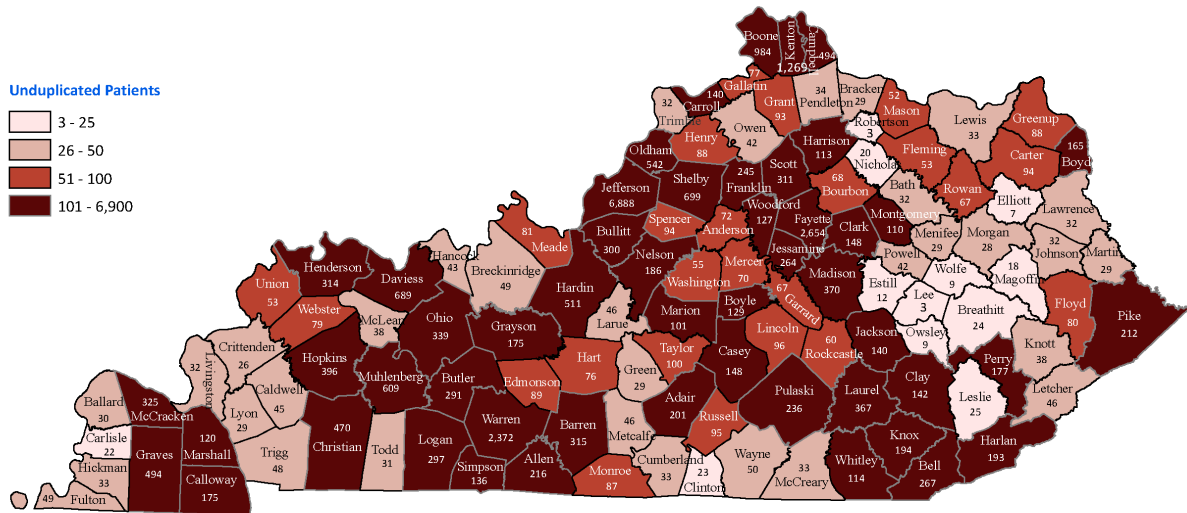 Unduplicated Patients
3 - 25
26 - 50
51 - 100
101 - 6,900
Boone
984
Kenton
1,269
Campbell
494
77
Gallatin
140
Carroll
Grant
93
34
Pendleton
Bracken
29
52
Mason
Robertson
3
Lewis
33
Greenup
88
165
Boyd
32
Trimble
Owen
42
Henry
88
Harrison
113
20
Nicholas
Fleming
53
Carter
94
Oldham
542
Shelby
699
245
Franklin
Scott
311
68
Bourbon
Bath
32
Rowan
67
Elliott
7
Lawrence
32
Jefferson
6,888
Spencer
94
72
Anderson
Woodford
127
Fayette
2,654
Clark
148
Montgomery
110
Menifee
29
Morgan
28
32
Johnson
Martin
29
81
Meade
Bullitt
300
Nelson
186
55
Washington
Mercer
70
Jessamine
264
Madison
370
Powell
42
Estill
12
Wolfe
9
18
Magoffin
Floyd
80
Pike
212
Hancock
43
Breckinridge
49
Hardin
511
46
Larue
Marion
101
Boyle
129
67
Garrard
Lee
3
Breathitt
24
Owsley
9
Knott
38
Henderson
314
Daviess
689
Union
53
Webster
79
McLean
38
Ohio
339
Grayson
175
Hart
76
Green
29
Taylor
100
Casey
148
Lincoln
96
60
Rockcastle
Jackson
140
Perry
177
Letcher
46
Crittenden
26
32
Livingston
Hopkins
396
Muhlenberg
609
Butler
291
Edmonson
89
Adair
201
Pulaski
236
Laurel
367
Clay
142
Leslie
25
Harlan
193
Ballard
30
325
McCracken
Lyon
29
Caldwell
45
470
Christian
Warren
2,372
Barren
315
46
Metcalfe
Russell
95
Knox
194
Bell
267
Carlisle
22
Graves
494
120
Marshall
Trigg
48
Todd
31
Logan
297
Simpson
136
Allen
216
Monroe
87
Cumberland
33
23
Clinton
Wayne
50
33
McCreary
Whitley
114
Hickman
33
49
Fulton
Calloway
175